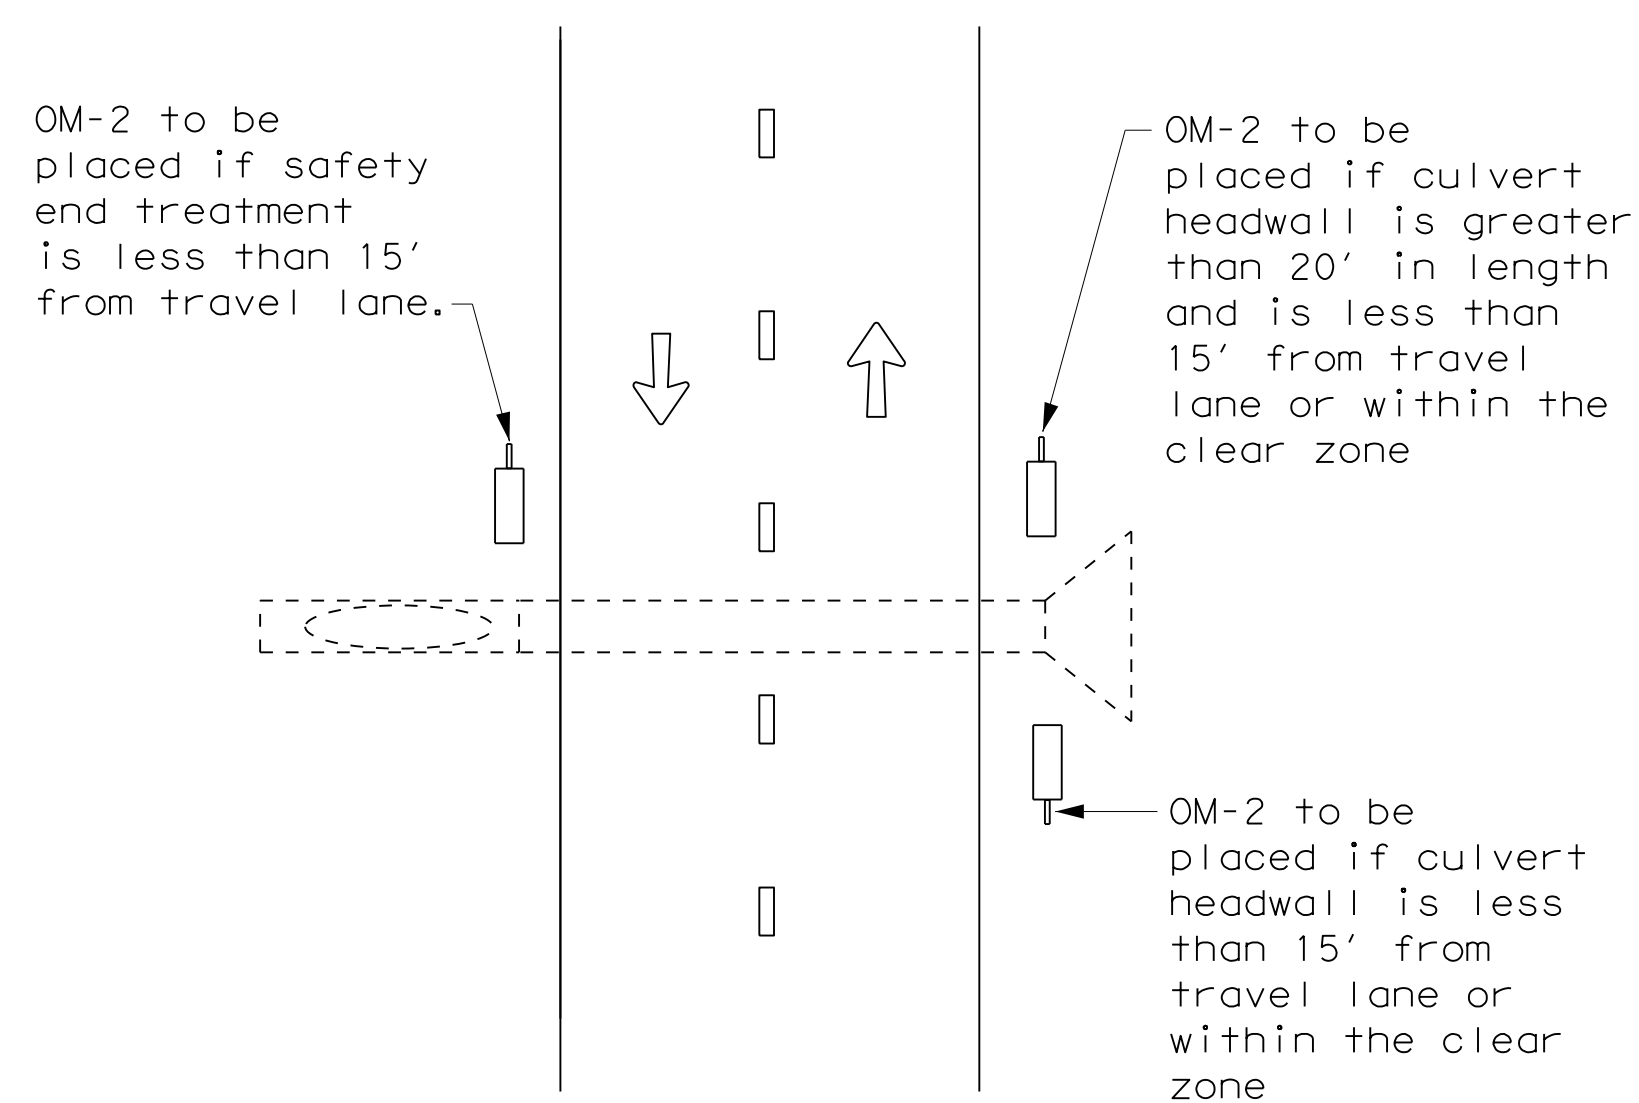 OM-2 to be
placed if safety
end treatment
is less than 15'
from travel lane.
OM-2 to be
placed if culvert
headwall is greater
than 20' in length
and is less than
15' from travel
lane or within the
clear zone
OM-2 to be
placed if culvert
headwall is less
than 15' from
travel lane or
within the clear
zone